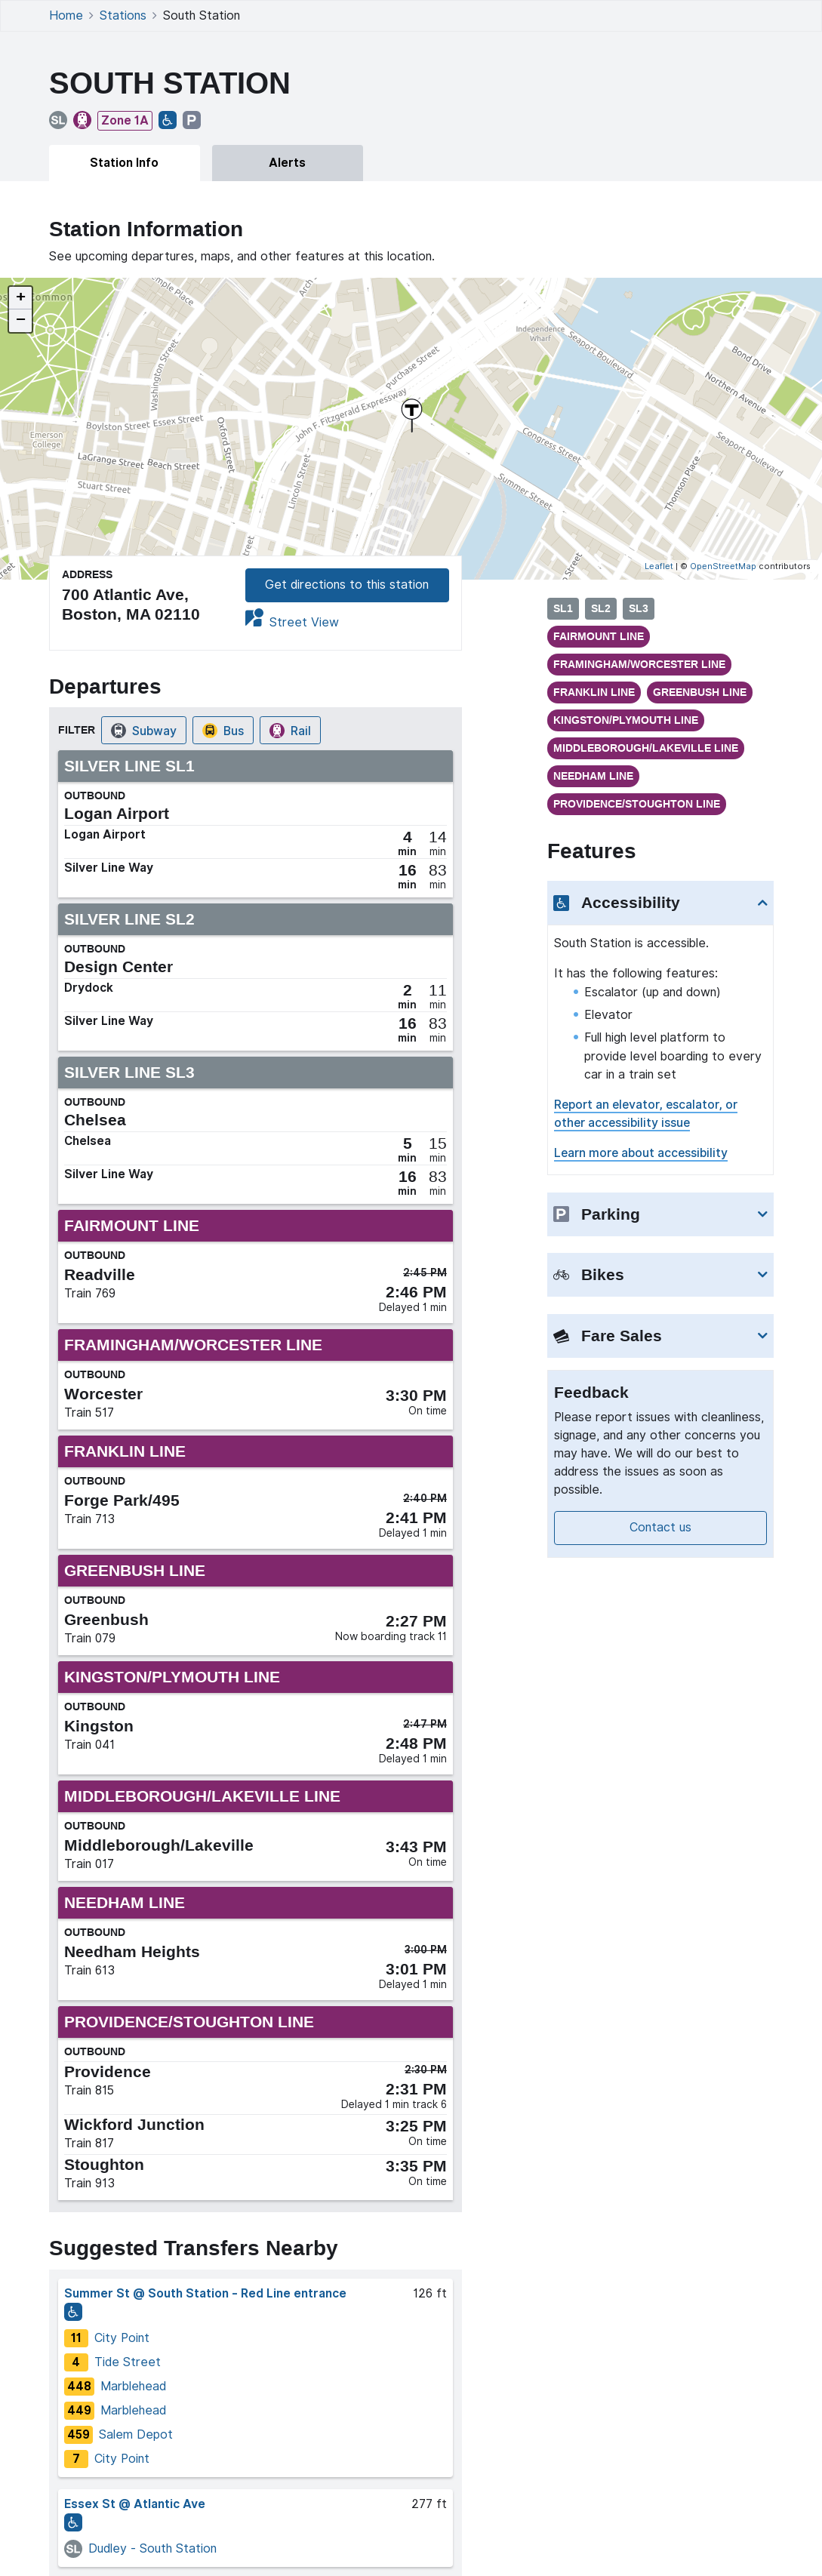 Home > Stations > South Station
SOUTH STATION
SL Zone 1A P
Station Info
Alerts
Station Information
See upcoming departures, maps, and other features at this location.
+
−
Common
Temple Place
Washington Street
Boylston Street
Essex Street
Emerson
College
LaGrange Street
Beach Street
Stuart Street
Oxford Street
Lincoln Street
John F. Fitzgerald Expressway
Purchase Street
Independence
Wharf
Seaport Boulevard
Bond Drive
Northern Avenue
Seaport Boulevard
Congress Street
Summer Street
Thomson Place
T
Leaflet | © OpenStreetMap contributors
ADDRESS
700 Atlantic Ave,
Boston, MA 02110
Get directions to this station
Street View
Departures
FILTER Subway Bus Rail
SILVER LINE SL1
OUTBOUND
Logan Airport
Logan Airport 4 min 14 min
Silver Line Way 16 min 83 min
SILVER LINE SL2
OUTBOUND
Design Center
Drydock 2 min 11 min
Silver Line Way 16 min 83 min
SILVER LINE SL3
OUTBOUND
Chelsea
Chelsea 5 min 15 min
Silver Line Way 16 min 83 min
FAIRMOUNT LINE
OUTBOUND
Readville 2:45 PM
Train 769 2:46 PM
Delayed 1 min
FRAMINGHAM/WORCESTER LINE
OUTBOUND
Worcester 3:30 PM
Train 517 On time
FRANKLIN LINE
OUTBOUND
Forge Park/495 2:40 PM
Train 713 2:41 PM
Delayed 1 min
GREENBUSH LINE
OUTBOUND
Greenbush 2:27 PM
Train 079 Now boarding track 11
KINGSTON/PLYMOUTH LINE
OUTBOUND
Kingston 2:47 PM
Train 041 2:48 PM
Delayed 1 min
MIDDLEBOROUGH/LAKEVILLE LINE
OUTBOUND
Middleborough/Lakeville 3:43 PM
Train 017 On time
NEEDHAM LINE
OUTBOUND
Needham Heights 3:00 PM
Train 613 3:01 PM
Delayed 1 min
PROVIDENCE/STOUGHTON LINE
OUTBOUND
Providence 2:30 PM
Train 815 2:31 PM
Delayed 1 min track 6
Wickford Junction 3:25 PM
Train 817 On time
Stoughton 3:35 PM
Train 913 On time
Suggested Transfers Nearby
Summer St @ South Station - Red Line entrance 126 ft
11 City Point
4 Tide Street
448 Marblehead
449 Marblehead
459 Salem Depot
7 City Point
Essex St @ Atlantic Ave 277 ft
SL Dudley - South Station
SL1 SL2 SL3
FAIRMOUNT LINE
FRAMINGHAM/WORCESTER LINE
FRANKLIN LINE GREENBUSH LINE
KINGSTON/PLYMOUTH LINE
MIDDLEBOROUGH/LAKEVILLE LINE
NEEDHAM LINE
PROVIDENCE/STOUGHTON LINE
Features
Accessibility
South Station is accessible.
It has the following features:
Escalator (up and down)
Elevator
Full high level platform to
provide level boarding to every
car in a train set
Report an elevator, escalator, or
other accessibility issue
Learn more about accessibility
P Parking
Bikes
Fare Sales
Feedback
Please report issues with cleanliness,
signage, and any other concerns you
may have. We will do our best to
address the issues as soon as
possible.
Contact us